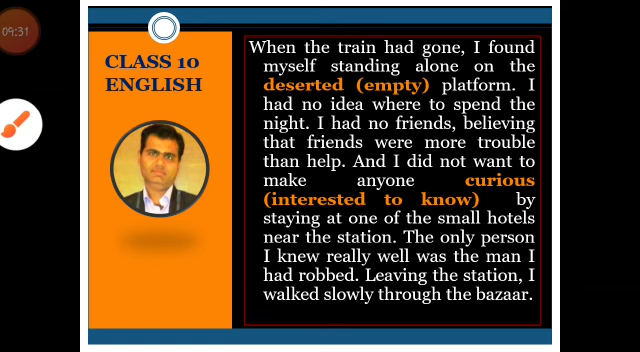 09:31
CLASS 10
ENGLISH
When the train had gone, I found
myself standing alone on the
deserted (empty) platform. I
had no idea where to spend the
night. I had no friends, believing
that friends were more trouble
than help. And I did not want to
make anyone curious
(interested to know) by
staying at one of the small hotels
near the station. The only person
I knew really well was the man I
had robbed. Leaving the station, I
walked slowly through the bazaar.